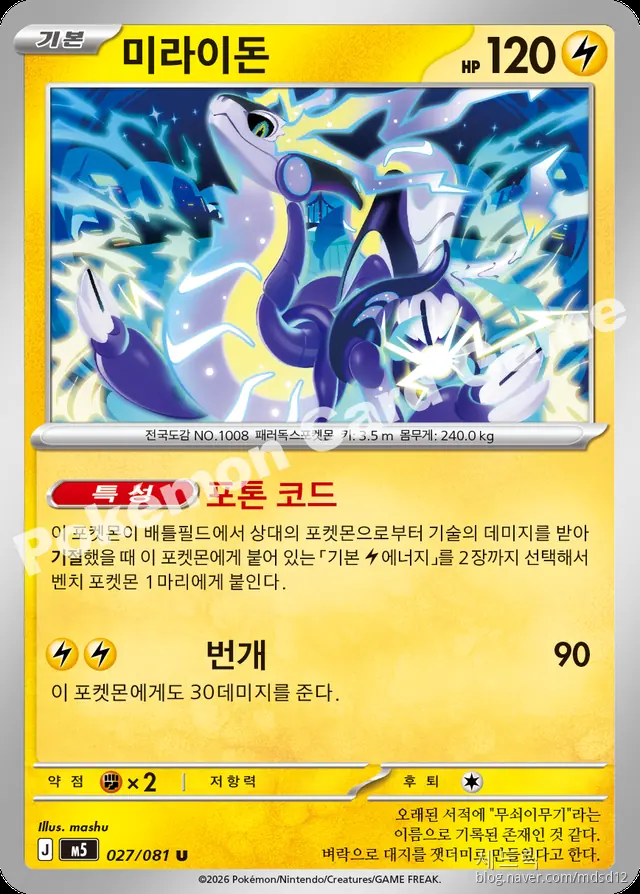 기본 미라이돈 HP 120
전국도감 NO.1008 패러독스포켓몬 키: 3.5 m 몸무게: 240.0 kg
특성 포톤 코드
이 포켓몬이 배틀필드에서 상대의 포켓몬으로부터 기술의 데미지를 받아
기절했을 때 이 포켓몬에게 붙어 있는 「기본 에너지」를 2장까지 선택해서
벤치 포켓몬 1마리에게 붙인다.
번개 90
이 포켓몬에게도 30데미지를 준다.
약점 ×2 저항력 후퇴
Illus. mashu
J m5 027/081 U
오래된 서적에 "무쇠이무기"라는
이름으로 기록된 존재인 것 같다.
벼락으로 대지를 잿더미로 만들었다고 한다.
©2026 Pokémon/Nintendo/Creatures/GAME FREAK.
Pokémon Card Game
blog.naver.com/mdsd12